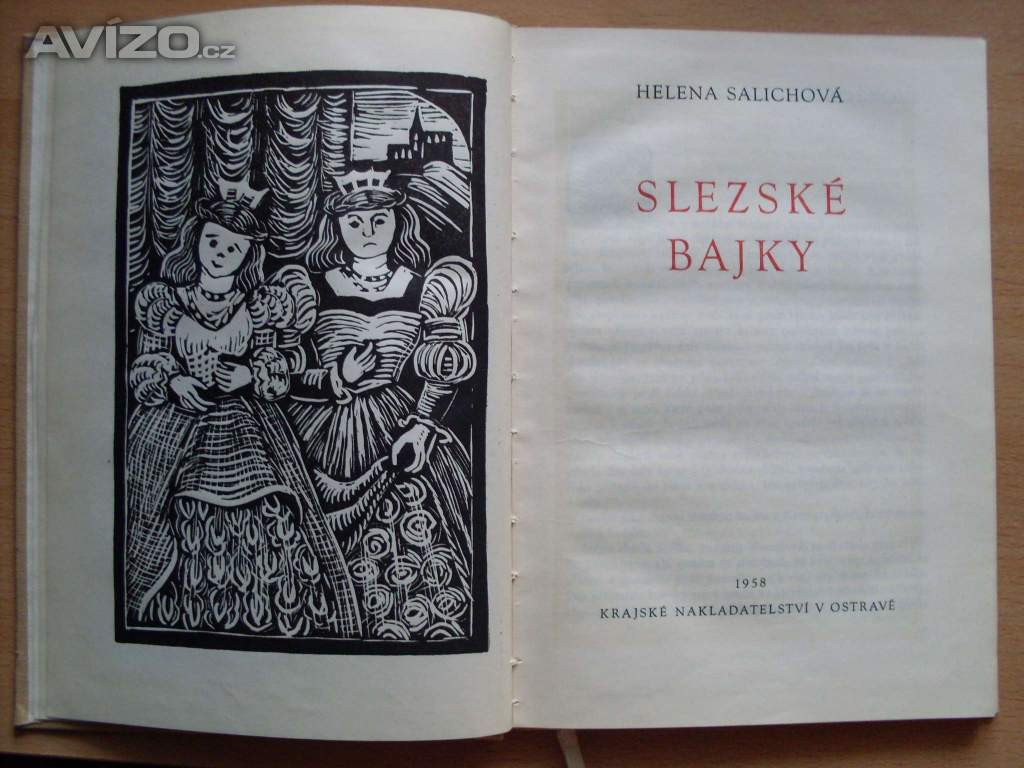 AVÍZO.cz
HELENA SALICHOVÁ
SLEZSKÉ
BAJKY
1958
KRAJSKÉ NAKLADATELSTVÍ V OSTRAVĚ